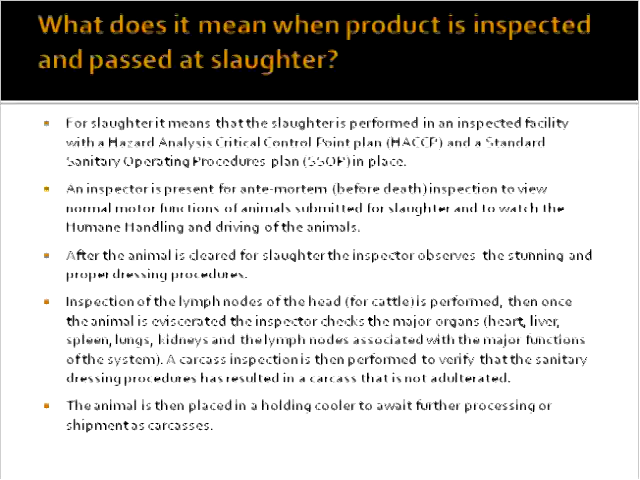 What does it mean when product is inspected
and passed at slaughter?
For slaughter it means that the slaughter is performed in an inspected facility
with a Hazard Analysis Critical Control Point plan (HACCP) and a Standard
Sanitary Operating Procedures plan (SSOP) in place.
An inspector is present for ante-mortem (before death) inspection to view
normal motor functions of animals submitted for slaughter and to watch the
Humane Handling and driving of the animals.
After the animal is cleared for slaughter the inspector observes the stunning and
proper dressing procedures.
Inspection of the lymph nodes of the head (for cattle) is performed, then once
the animal is eviscerated the inspector checks the major organs (heart, liver,
spleen, lungs, kidneys and the lymph nodes associated with the major functions
of the system). A carcass inspection is then performed to verify that the sanitary
dressing procedures has resulted in a carcass that is not adulterated.
The animal is then placed in a holding cooler to await further processing or
shipment as carcasses.